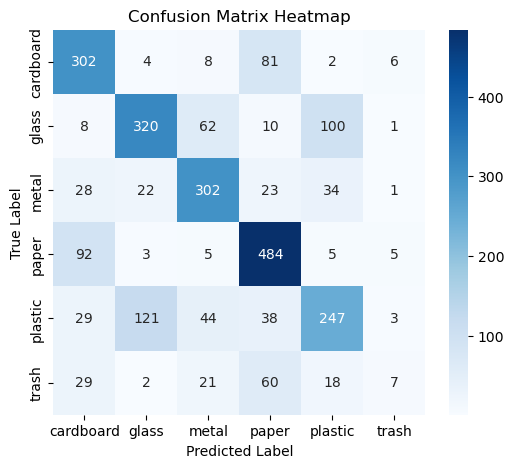 Confusion Matrix Heatmap
True Label
cardboard 302 4 8 81 2 6
glass 8 320 62 10 100 1
metal 28 22 302 23 34 1
paper 92 3 5 484 5 5
plastic 29 121 44 38 247 3
trash 29 2 21 60 18 7
cardboard glass metal paper plastic trash
Predicted Label
400
300
200
100